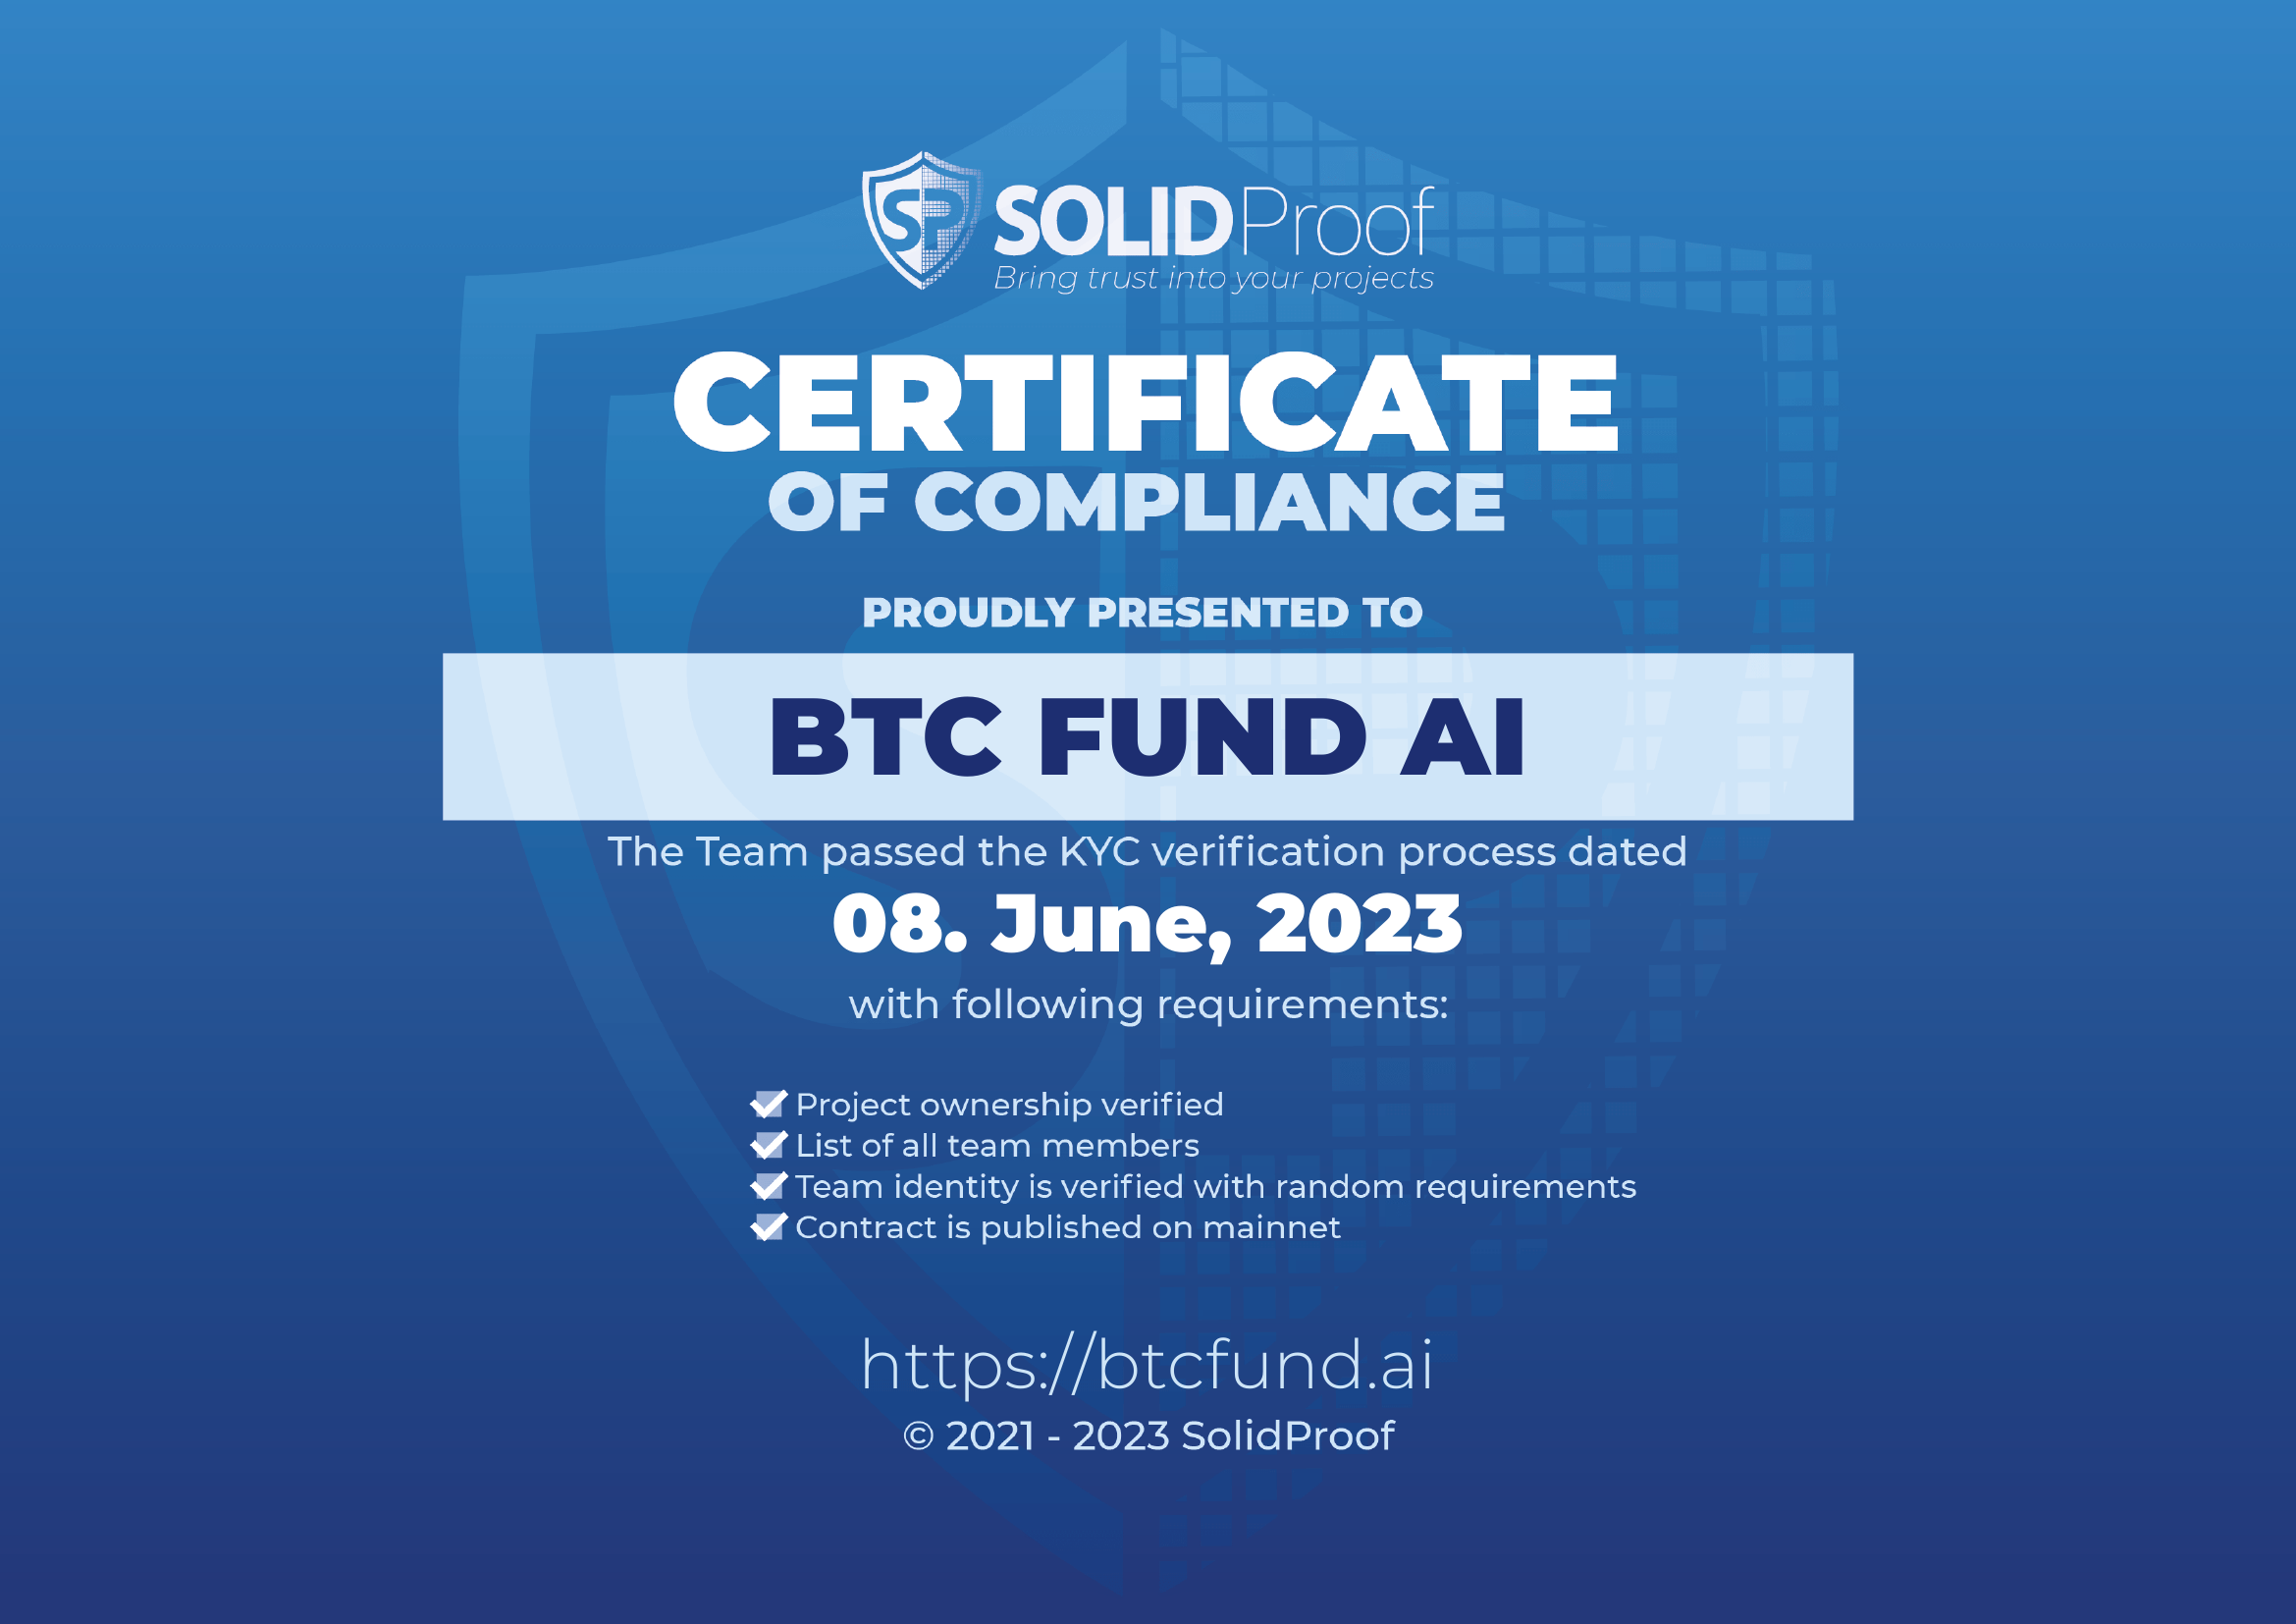 SP SOLIDProof
Bring trust into your projects
CERTIFICATE
OF COMPLIANCE
PROUDLY PRESENTED TO
BTC FUND AI
The Team passed the KYC verification process dated
08. June, 2023
with following requirements:
Project ownership verified
List of all team members
Team identity is verified with random requirements
Contract is published on mainnet
https://btcfund.ai
© 2021 - 2023 SolidProof